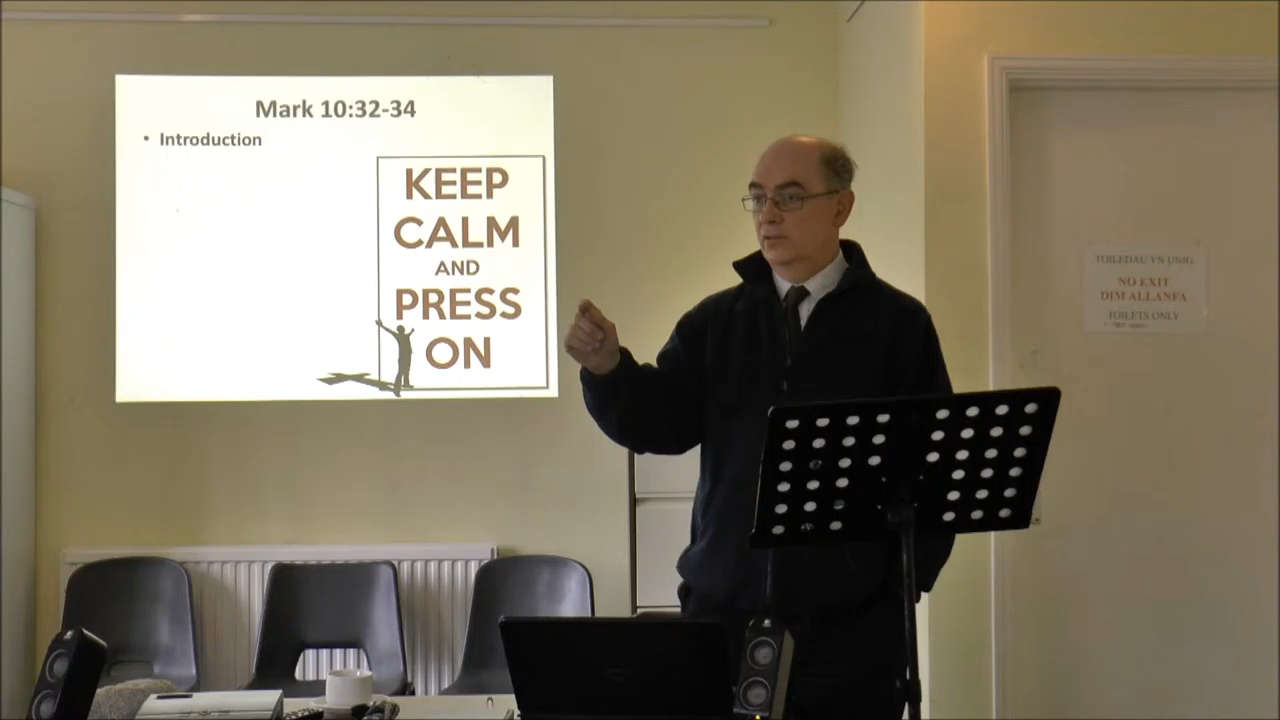 Mark 10:32-34
• Introduction
KEEP
CALM
AND
PRESS
ON
TOILEDAU YN UNIG
NO EXIT
DIM ALLANFA
TOILETS ONLY